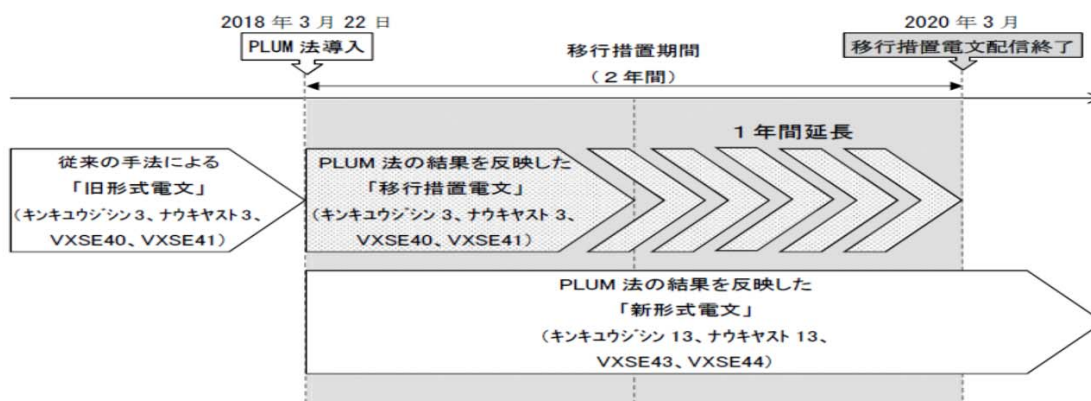 2018 年 3 月 22 日
PLUM 法導入
2020 年 3 月
移行措置電文配信終了
移行措置期間
（２年間）
１年間延長
従来の手法による
「旧形式電文」
(キンキユウジシン 3、ナウキヤスト 3、
VXSE40、VXSE41)
PLUM 法の結果を反映した
「移行措置電文」
(キンキユウジシン 3、ナウキヤスト 3、
VXSE40、VXSE41)
PLUM 法の結果を反映した
「新形式電文」
(キンキユウジシン 13、ナウキヤスト 13、
VXSE43、VXSE44)